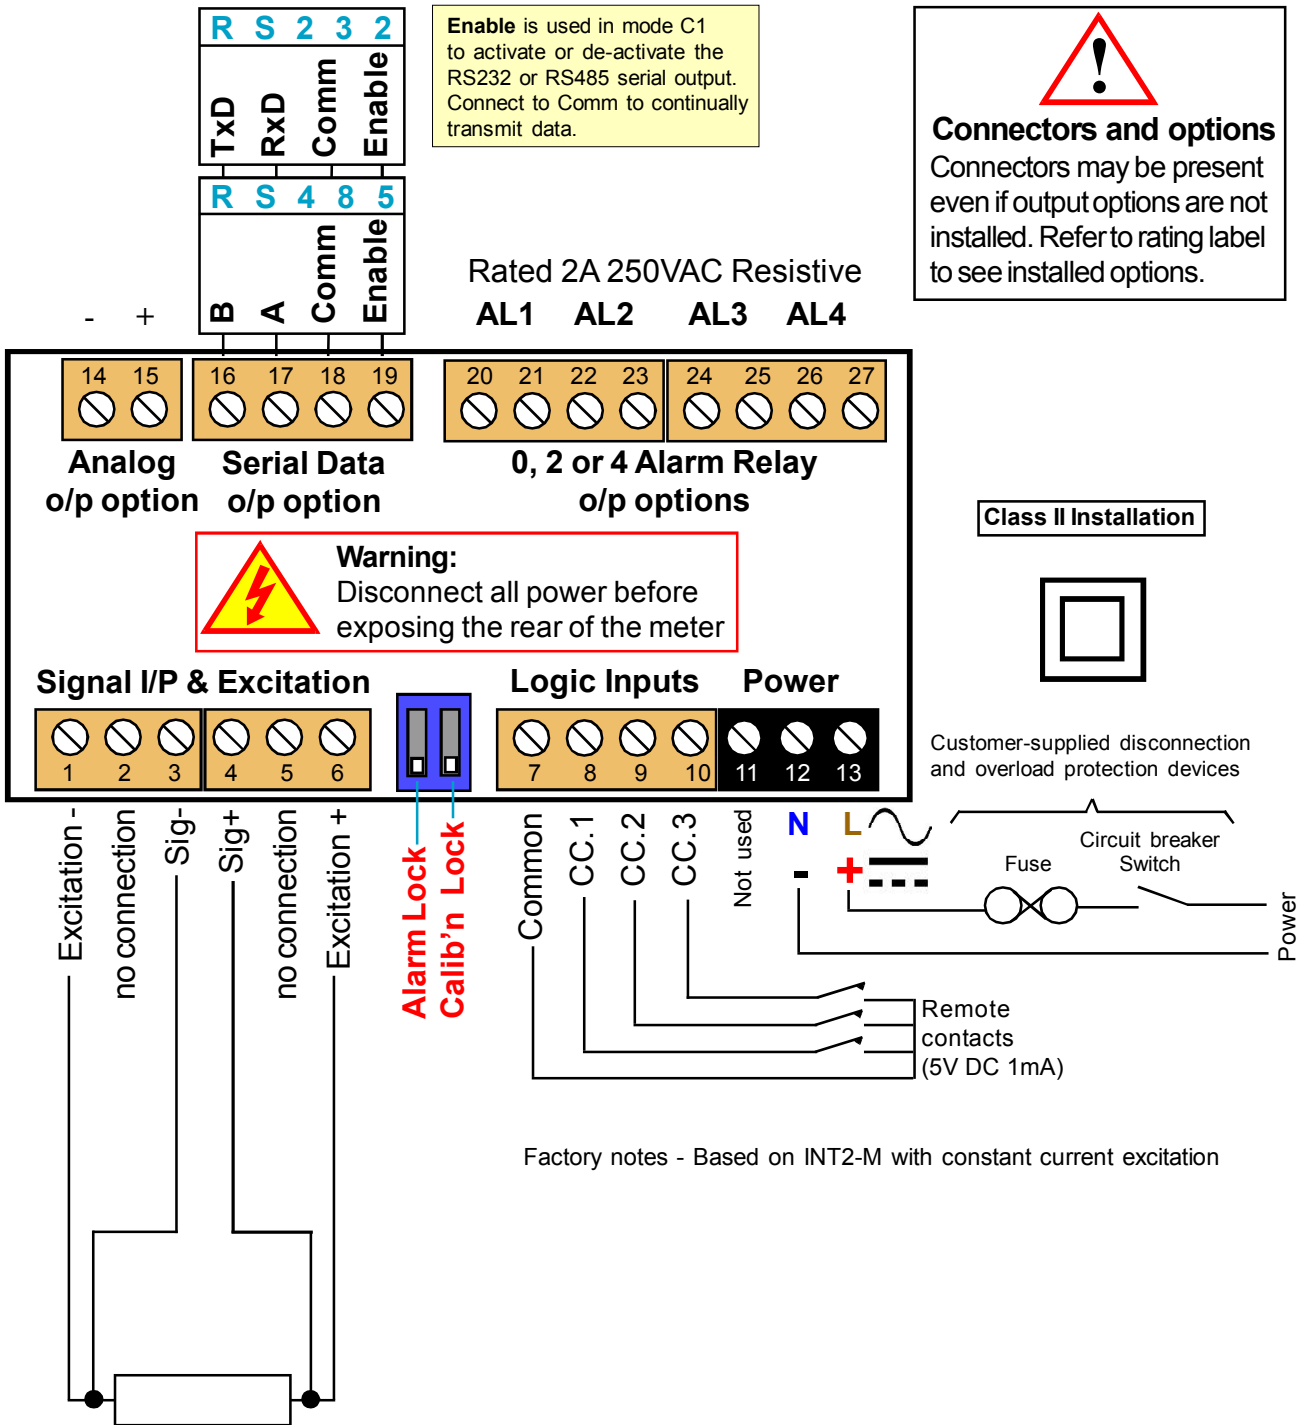 R S 2 3 2
TxD
RxD
Comm
Enable
R S 4 8 5
B
A
Comm
Enable
Enable is used in mode C1
to activate or de-activate the
RS232 or RS485 serial output.
Connect to Comm to continually
transmit data.
!
Connectors and options
Connectors may be present
even if output options are not
installed. Refer to rating label
to see installed options.
Rated 2A 250VAC Resistive
AL1 AL2 AL3 AL4
- +
14 15 16 17 18 19 20 21 22 23 24 25 26 27
Analog
o/p option
Serial Data
o/p option
0, 2 or 4 Alarm Relay
o/p options
Class II Installation
Warning:
Disconnect all power before
exposing the rear of the meter
Signal I/P & Excitation
Logic Inputs
Power
1 2 3 4 5 6 7 8 9 10 11 12 13
Customer-supplied disconnection
and overload protection devices
Excitation -
no connection
Sig-
Sig+
no connection
Excitation +
Alarm Lock
Calib'n Lock
Common
CC.1
CC.2
CC.3
Not used
N L
- +
Fuse
Circuit breaker
Switch
Power
Remote
contacts
(5V DC 1mA)
Factory notes - Based on INT2-M with constant current excitation